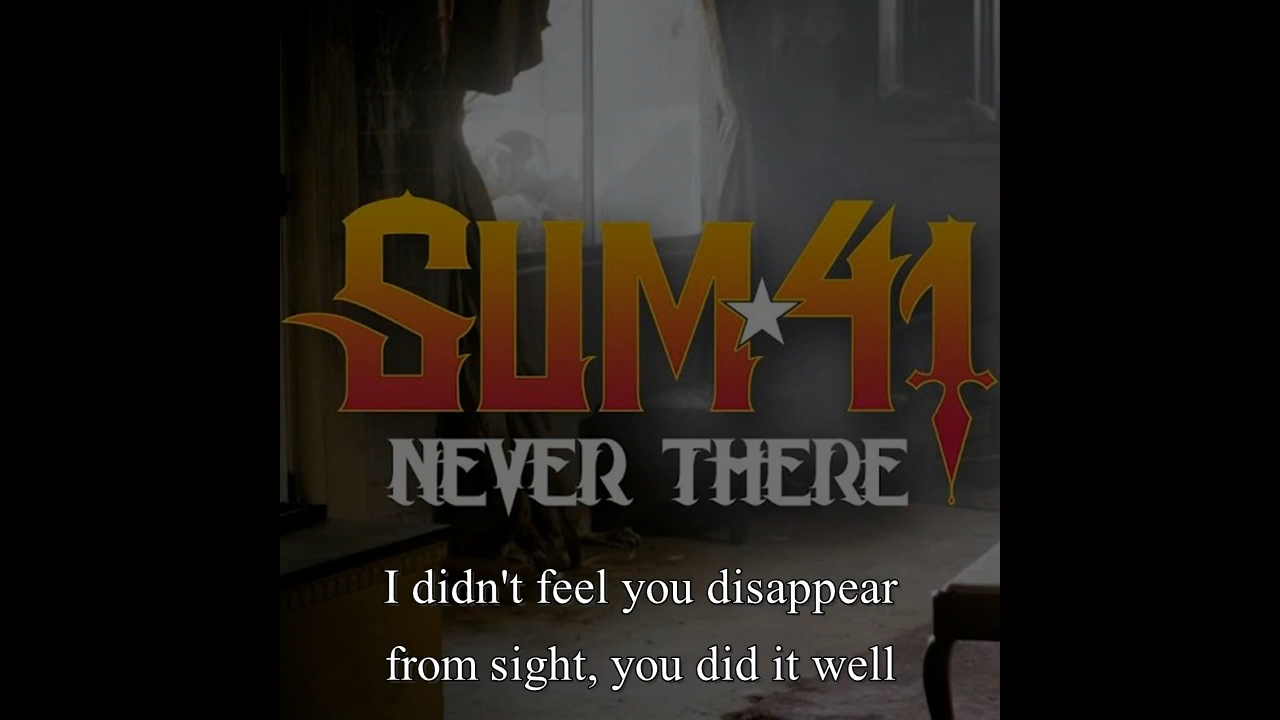 SUM★41
NEVER THERE
I didn't feel you disappear
from sight, you did it well